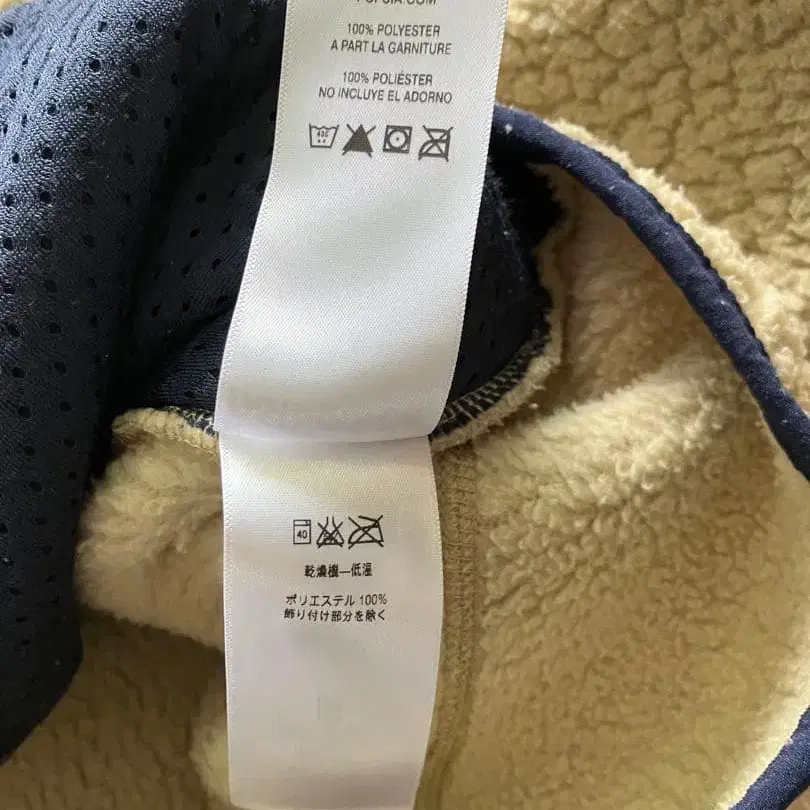 100% POLYESTER
A PART LA GARNITURE
100% POLIÉSTER
NO INCLUYE EL ADORNO
40
乾燥機—低温
ポリエステル 100%
飾り付け部分を除く